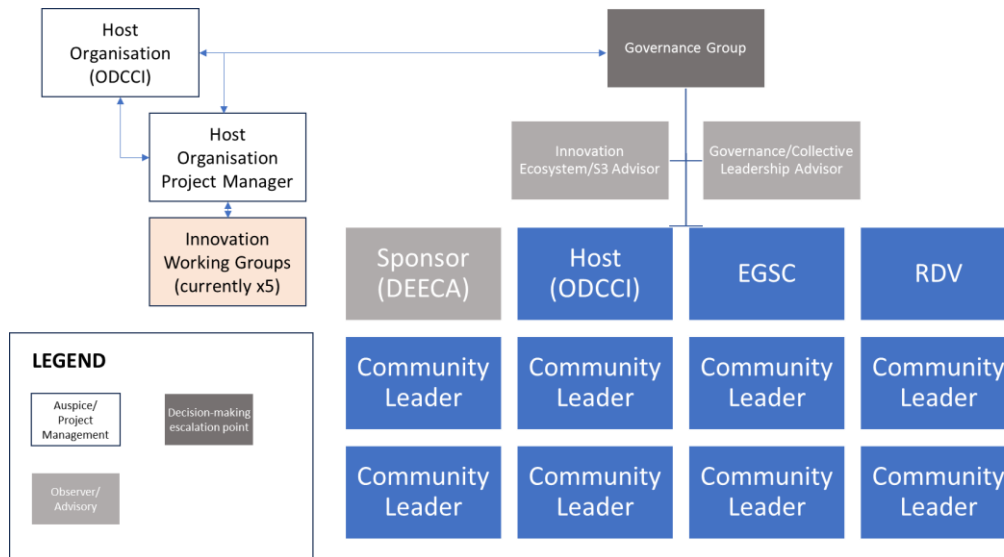 Host
Organisation
(ODCCI)
Governance Group
Host
Organisation
Project Manager
Innovation
Ecosystem/S3 Advisor
Governance/Collective
Leadership Advisor
Innovation
Working Groups
(currently x5)
Sponsor
(DEECA)
Host
(ODCCI)
EGSC
RDV
Community
Leader
Community
Leader
Community
Leader
Community
Leader
Community
Leader
Community
Leader
Community
Leader
Community
Leader
LEGEND
Auspice/
Project
Management
Decision-making
escalation point
Observer/
Advisory